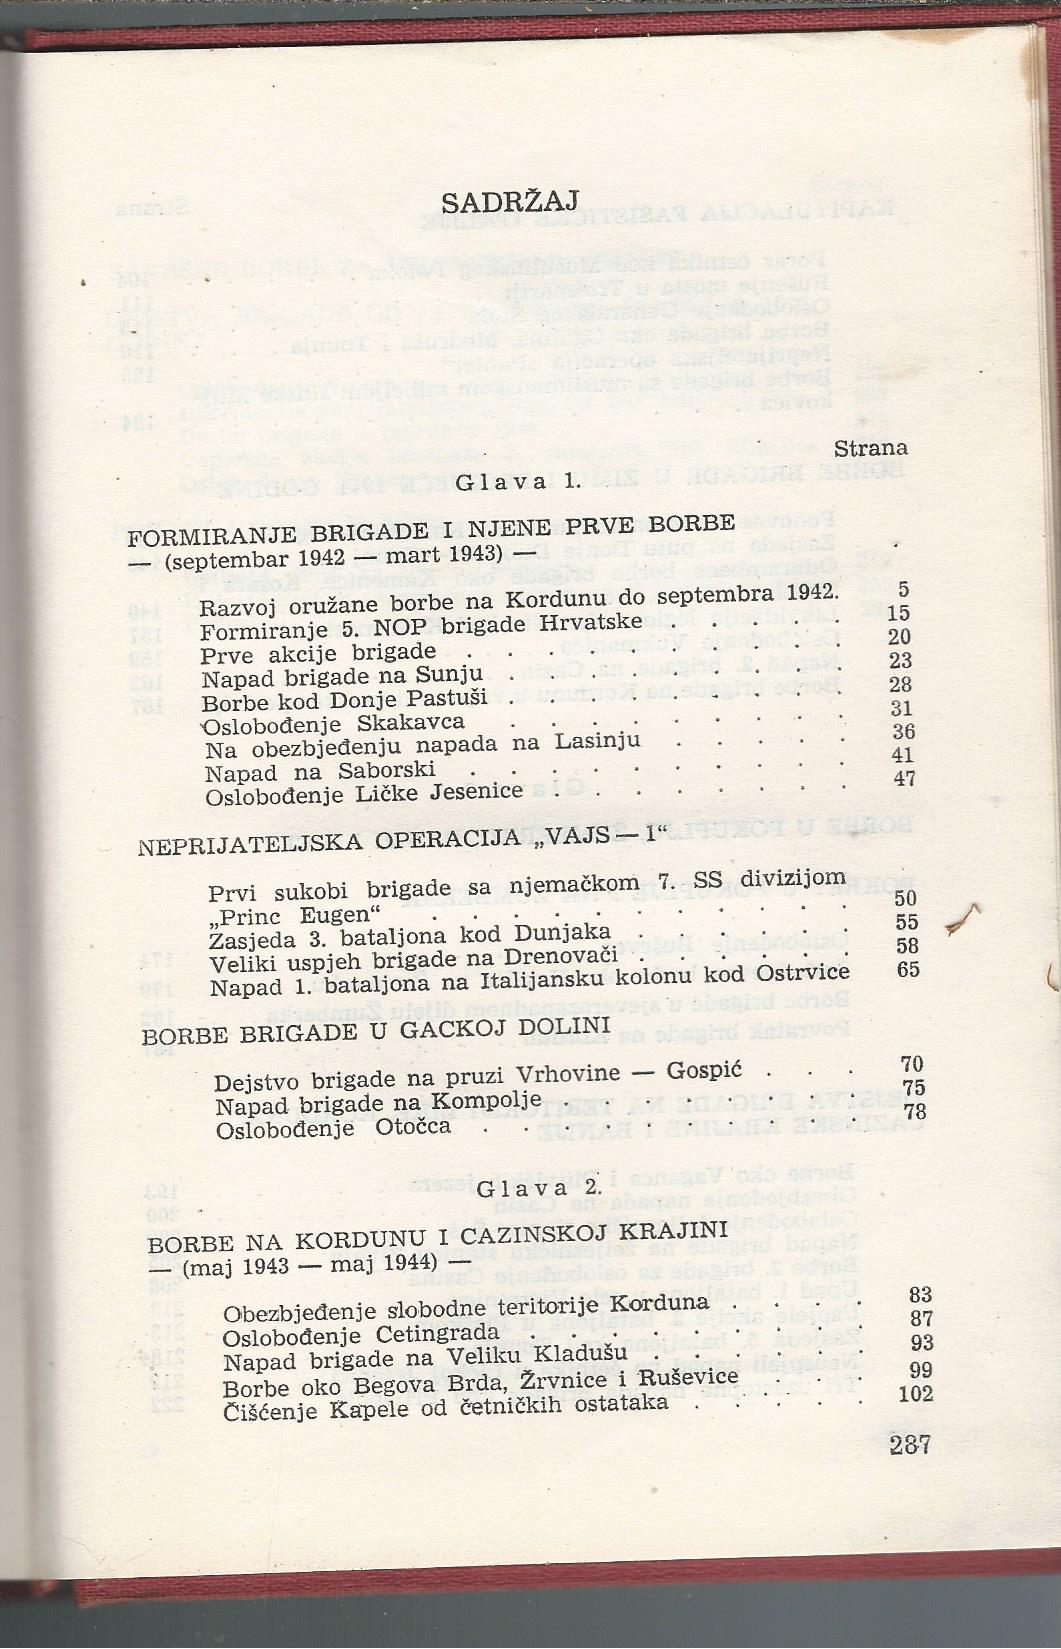 SADRŽAJ
Strana
Glava 1.
FORMIRANJE BRIGADE I NJENE PRVE BORBE
— (septembar 1942 — mart 1943) —
Razvoj oružane borbe na Kordunu do septembra 1942. 5
Formiranje 5. NOP brigade Hrvatske . . . . . 15
Prve akcije brigade . . . . . . . . 20
Napad brigade na Sunju . . . . . . . 23
Borbe kod Donje Pastuši . . . . . . . 28
Oslobođenje Skakavca . . . . . . . 31
Na obezbjeđenju napada na Lasinju . . . . . 36
Napad na Saborski . . . . . . . . 41
Oslobođenje Ličke Jesenice . . . . . . . 47
NEPRIJATELJSKA OPERACIJA „VAJS — I“
Prvi sukobi brigade sa njemačkom 7. SS divizijom
„Princ Eugen“ . . . . . . . . . 50
Zasjeda 3. bataljona kod Dunjaka . . . . . 55
Veliki uspjeh brigade na Drenovači . . . . . 58
Napad 1. bataljona na Italijansku kolonu kod Ostrvice 65
BORBE BRIGADE U GACKOJ DOLINI
Dejstvo brigade na pruzi Vrhovine — Gospić . . . 70
Napad brigade na Kompolje . . . . . . . 75
Oslobođenje Otočca . . . . . . . . 78
Glava 2.
BORBE NA KORDUNU I CAZINSKOJ KRAJINI
— (maj 1943 — maj 1944) —
Obezbjeđenje slobodne teritorije Korduna . . . . 83
Oslobođenje Cetingrada . . . . . . . 87
Napad brigade na Veliku Kladušu . . . . . 93
Borbe oko Begova Brda, Žrvnice i Ruševice . . . 99
Čišćenje Kapele od četničkih ostataka . . . . . 102
287